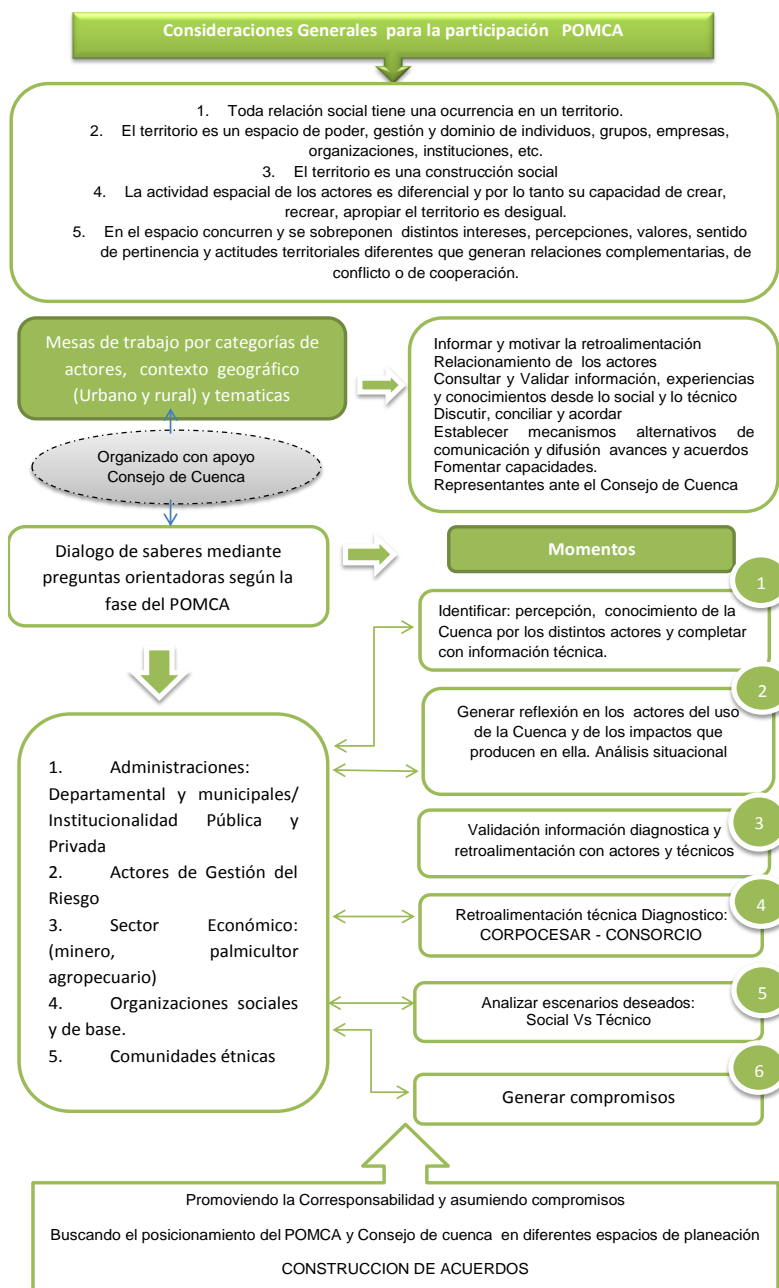 Consideraciones Generales para la participación POMCA
1. Toda relación social tiene una ocurrencia en un territorio.
2. El territorio es un espacio de poder, gestión y dominio de individuos, grupos, empresas,
organizaciones, instituciones, etc.
3. El territorio es una construcción social
4. La actividad espacial de los actores es diferencial y por lo tanto su capacidad de crear,
recrear, apropiar el territorio es desigual.
5. En el espacio concurren y se sobreponen distintos intereses, percepciones, valores, sentido
de pertinencia y actitudes territoriales diferentes que generan relaciones complementarias, de
conflicto o de cooperación.
Mesas de trabajo por categorías de
actores, contexto geográfico
(Urbano y rural) y tematicas
Informar y motivar la retroalimentación
Relacionamiento de los actores
Consultar y Validar información, experiencias
y conocimientos desde lo social y lo técnico
Discutir, conciliar y acordar
Establecer mecanismos alternativos de
comunicación y difusión avances y acuerdos
Fomentar capacidades.
Representantes ante el Consejo de Cuenca
Organizado con apoyo
Consejo de Cuenca
Dialogo de saberes mediante
preguntas orientadoras según la
fase del POMCA
Momentos
1
Identificar: percepción, conocimiento de la
Cuenca por los distintos actores y completar
con información técnica.
2
Generar reflexión en los actores del uso
de la Cuenca y de los impactos que
producen en ella. Análisis situacional
3
Validación información diagnostica y
retroalimentación con actores y técnicos
4
Retroalimentación técnica Diagnostico:
CORPOCESAR - CONSORCIO
5
Analizar escenarios deseados:
Social Vs Técnico
6
Generar compromisos
1. Administraciones:
Departamental y municipales/
Institucionalidad Pública y
Privada
2. Actores de Gestión del
Riesgo
3. Sector Económico:
(minero, palmicultor
agropecuario)
4. Organizaciones sociales
y de base.
5. Comunidades étnicas
Promoviendo la Corresponsabilidad y asumiendo compromisos
Buscando el posicionamiento del POMCA y Consejo de cuenca en diferentes espacios de planeación
CONSTRUCCION DE ACUERDOS